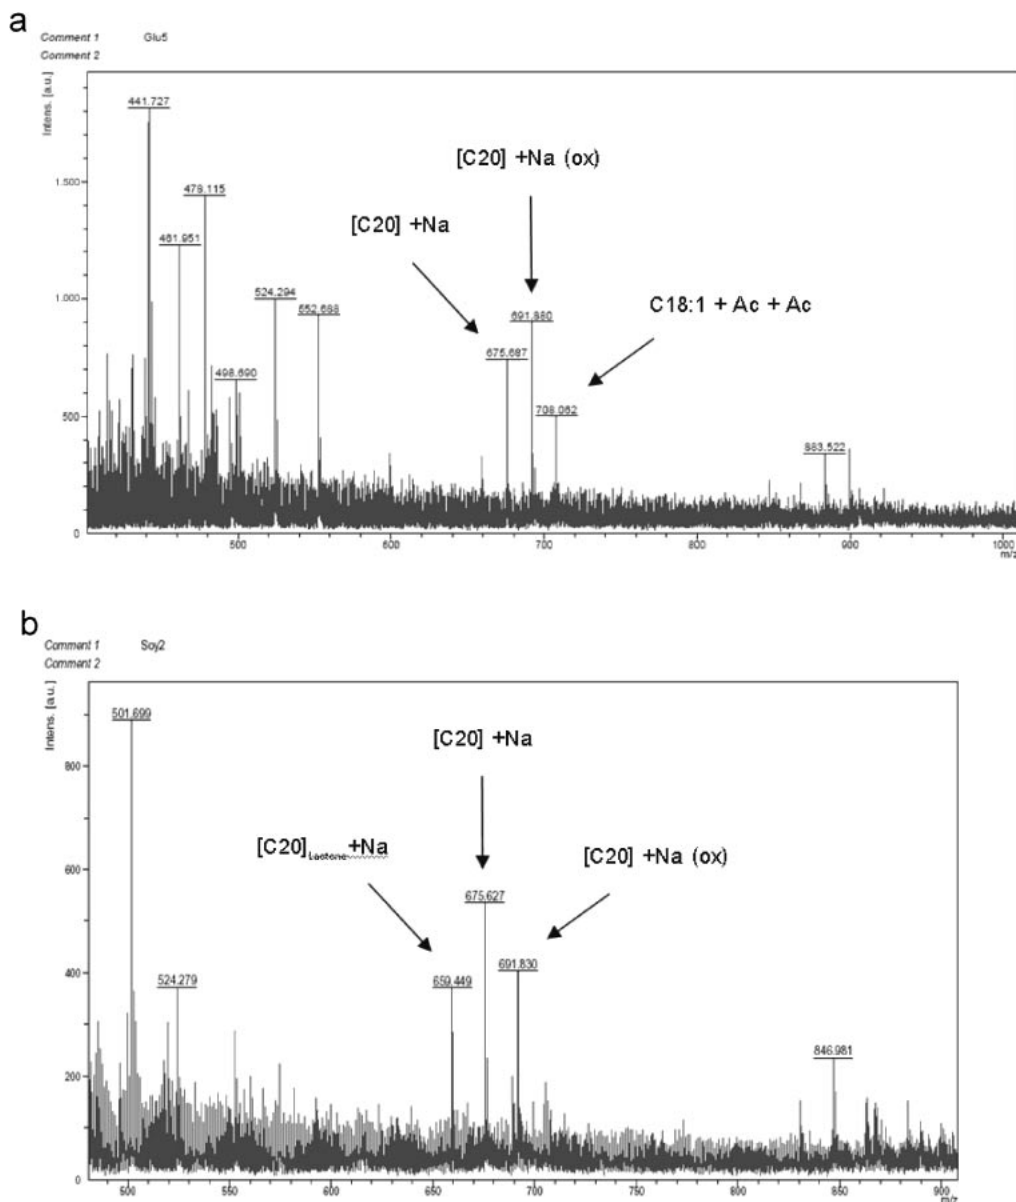 a
Comment 1 Glu5
Comment 2
Intens. [a.u.]
441.727
1.500
478.115
461.951
[C20] +Na (ox)
[C20] +Na
524.294
1.000
552.688
C18:1 + Ac + Ac
691.880
675.687
498.690
708.062
500
883.522
0
500
600
700
800
900
1000
m/z
b
Comment 1 Soy2
Comment 2
Intens. [a.u.]
501.699
[C20] +Na
800
[C20]Lactone+Na
[C20] +Na (ox)
600
675.627
691.830
659.449
524.279
400
846.981
200
0
500
550
600
650
700
750
800
850
900
m/z